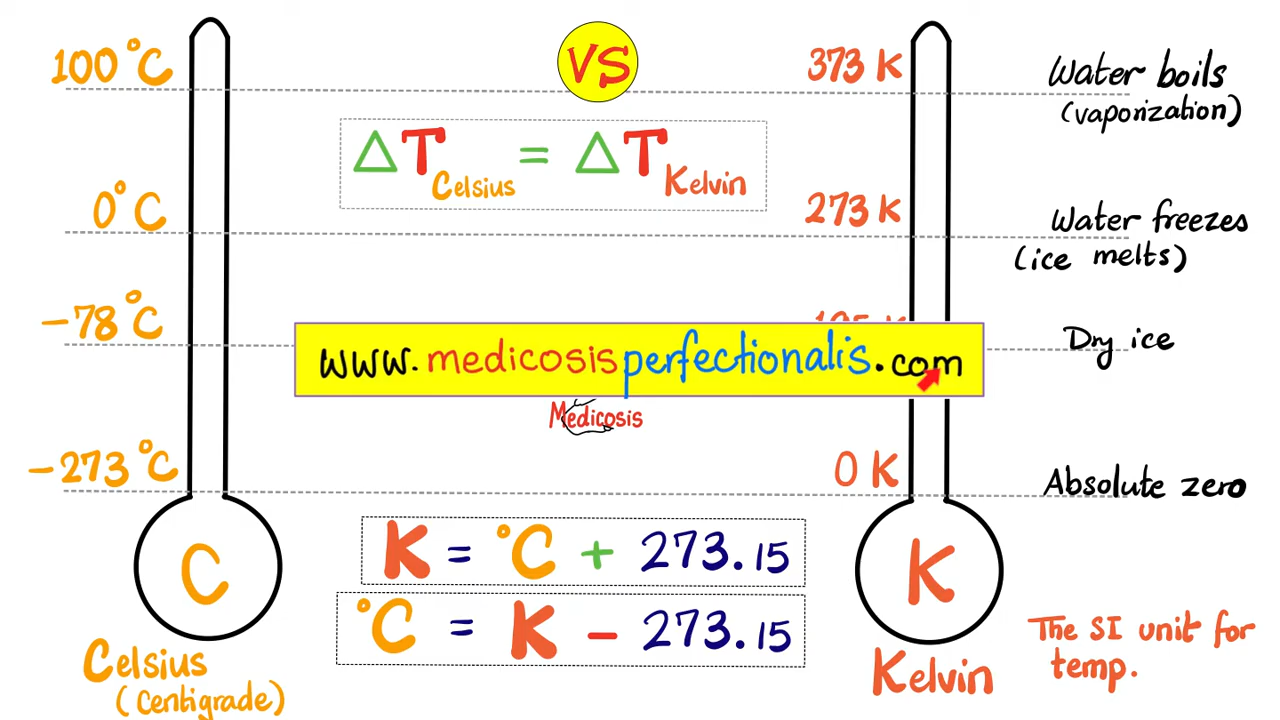 100°C
VS
373 K
Water boils
(vaporization)
ΔT Celsius = ΔT Kelvin
0°C
273 K
Water freezes
(ice melts)
-78°C
Dry ice
www.medicosisperfectionalis.com
Medicosis
-273°C
0 K
Absolute zero
K = °C + 273.15
°C = K - 273.15
C
K
Celsius
(Centigrade)
Kelvin
The SI unit for
temp.